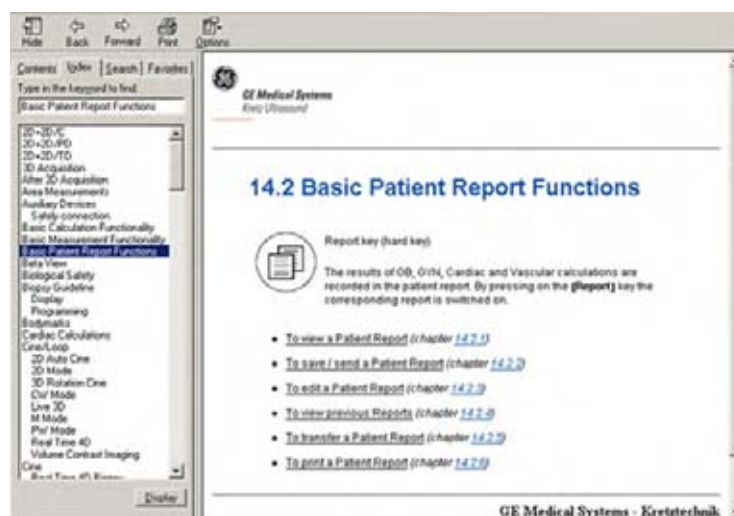 Hide Back Forward Print Options
Contents Index Search Favorites
Type in the keyword to find:
Basic Patient Report Functions
2D+2D/C
2D+2D/PD
2D+2D/TD
3D Acquisition
After 3D Acquisition
Area Measurements
Auxiliary Devices
Safely connection
Basic Calculation Functionality
Basic Measurement Functionality
Basic Patient Report Functions
Beta View
Biological Safety
Biopsy Guideline
Display
Programming
Bodymarks
Cardiac Calculations
Cine/Loop
2D Auto Cine
2D Mode
3D Rotation Cine
CW Mode
Live 3D
M Mode
PW Mode
Real Time 4D
Volume Contrast Imaging
Cine
Real Time 4D Biopsy
Display
GE Medical Systems
Kretz Ultrasound
14.2 Basic Patient Report Functions
Report key (hard key)
The results of OB, GYN, Cardiac and Vascular calculations are
recorded in the patient report. By pressing on the [Report] key the
corresponding report is switched on.
• To view a Patient Report (chapter 14.2.1)
• To save / send a Patient Report (chapter 14.2.2)
• To edit a Patient Report (chapter 14.2.3)
• To view previous Reports (chapter 14.2.4)
• To transfer a Patient Report (chapter 14.2.5)
• To print a Patient Report (chapter 14.2.6)
GE Medical Systems - Kretztechnik